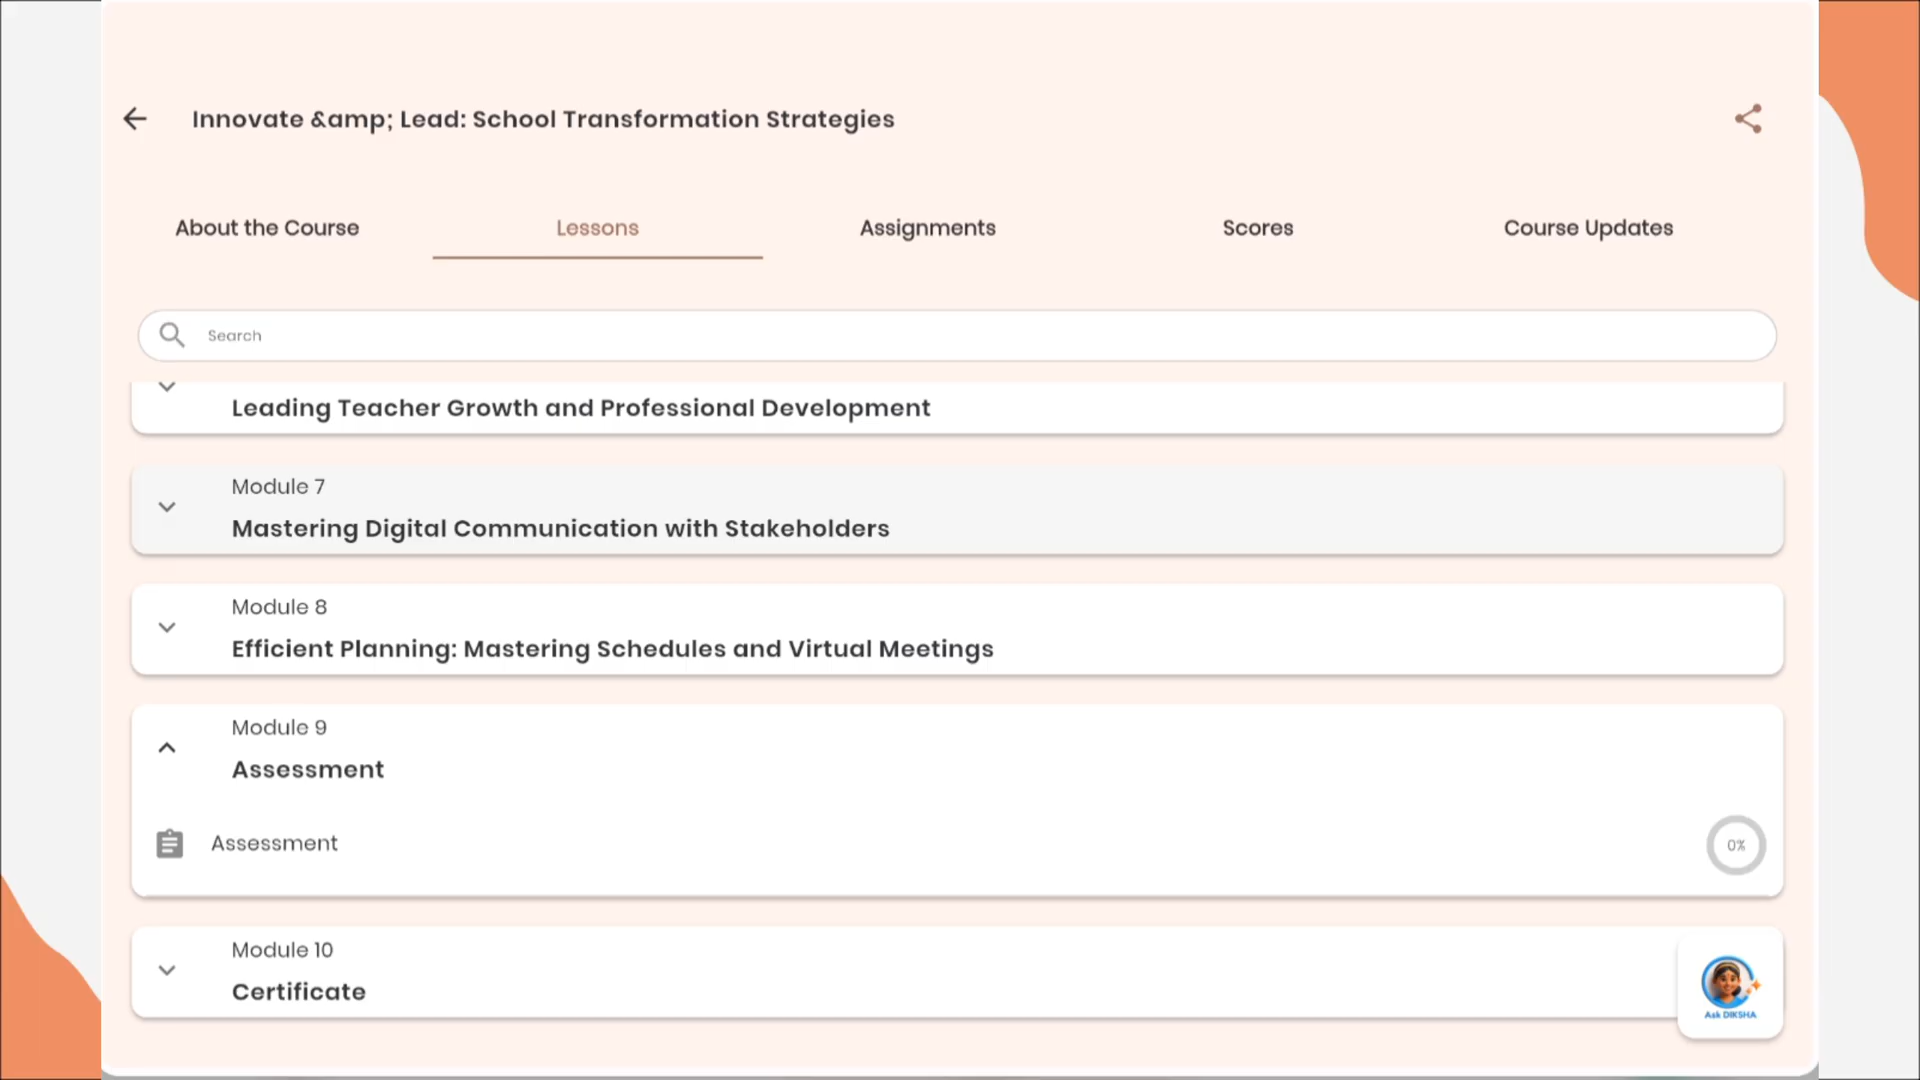 Innovate &amp; Lead: School Transformation Strategies
About the Course
Lessons
Assignments
Scores
Course Updates
Search
Leading Teacher Growth and Professional Development
Module 7
Mastering Digital Communication with Stakeholders
Module 8
Efficient Planning: Mastering Schedules and Virtual Meetings
Module 9
Assessment
Assessment
0%
Module 10
Certificate
Ask DIKSHA